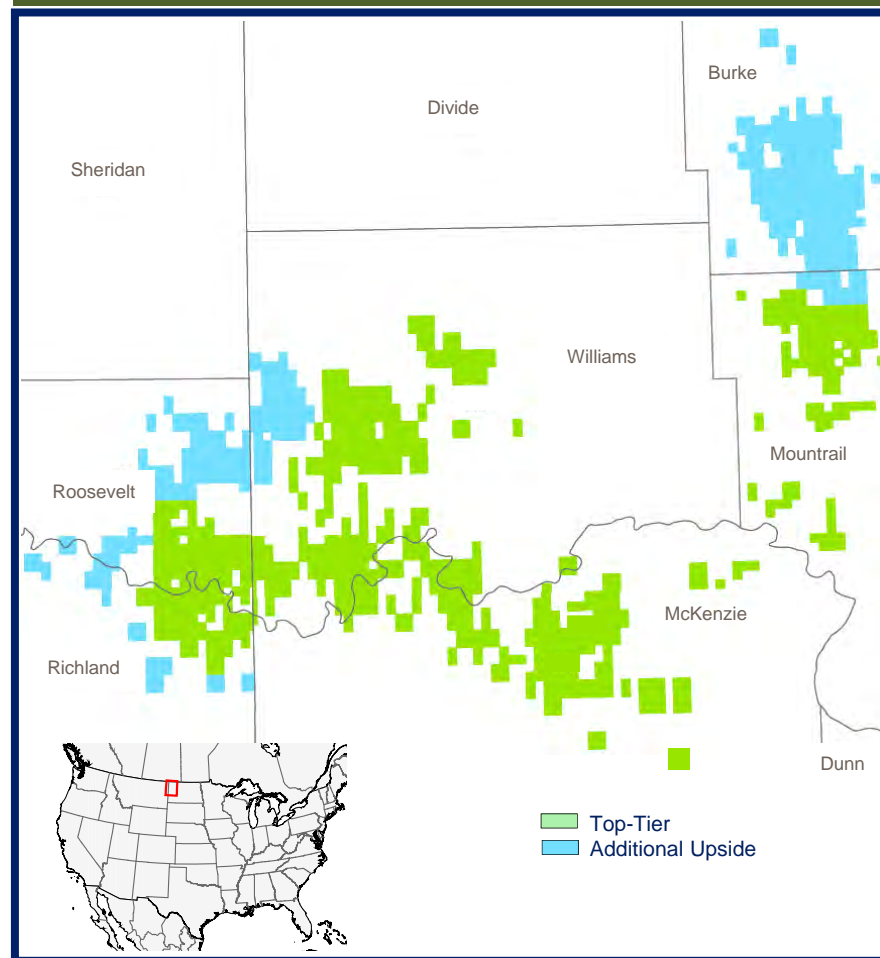 Burke
Divide
Sheridan
Williams
Mountrail
Roosevelt
McKenzie
Richland
Dunn
Top-Tier
Additional Upside